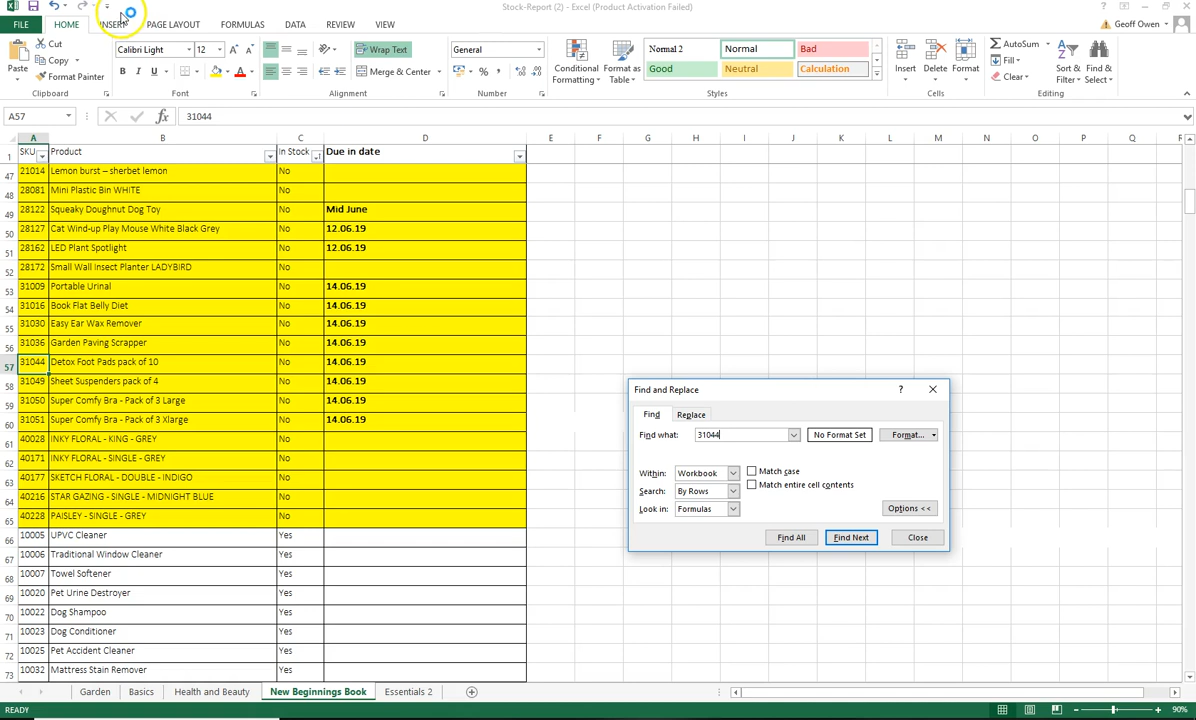 Stock-Report (2) - Excel (Product Activation Failed)
FILE HOME INSERT PAGE LAYOUT FORMULAS DATA REVIEW VIEW Geoff Owen
Paste Cut Copy Format Painter Clipboard
Calibri Light 12 B I U A Font
Wrap Text Merge & Center Alignment
General % Number
Conditional Formatting Format as Table
Normal 2 Normal Bad
Good Neutral Calculation
Styles
Insert Delete Format Cells
AutoSum Fill Clear Sort & Filter Find & Select Editing
A57 fx 31044
A B C D E F G H I J K L M N O P Q R
1 SKU Product In Stock Due in date
47 21014 Lemon burst – sherbet lemon No
48 28081 Mini Plastic Bin WHITE No
49 28122 Squeaky Doughnut Dog Toy No Mid June
50 28127 Cat Wind-up Play Mouse White Black Grey No 12.06.19
51 28162 LED Plant Spotlight No 12.06.19
52 28172 Small Wall Insect Planter LADYBIRD No
53 31009 Portable Urinal No 14.06.19
54 31016 Book Flat Belly Diet No 14.06.19
55 31030 Easy Ear Wax Remover No 14.06.19
56 31036 Garden Paving Scrapper No 14.06.19
57 31044 Detox Foot Pads pack of 10 No 14.06.19
58 31049 Sheet Suspenders pack of 4 No 14.06.19
59 31050 Super Comfy Bra - Pack of 3 Large No 14.06.19
60 31051 Super Comfy Bra - Pack of 3 Xlarge No 14.06.19
61 40028 INKY FLORAL - KING - GREY No
62 40171 INKY FLORAL - SINGLE - GREY No
63 40177 SKETCH FLORAL - DOUBLE - INDIGO No
64 40216 STAR GAZING - SINGLE - MIDNIGHT BLUE No
65 40228 PAISLEY - SINGLE - GREY No
66 10005 UPVC Cleaner Yes
67 10006 Traditional Window Cleaner Yes
68 10007 Towel Softener Yes
69 10020 Pet Urine Destroyer Yes
70 10022 Dog Shampoo Yes
71 10023 Dog Conditioner Yes
72 10025 Pet Accident Cleaner Yes
73 10032 Mattress Stain Remover Yes
Find and Replace ?
Find Replace
Find what: 31044 No Format Set Format...
Within: Workbook Match case
Match entire cell contents
Search: By Rows
Look in: Formulas Options <<
Find All Find Next Close
Garden Basics Health and Beauty New Beginnings Book Essentials 2
READY 90%